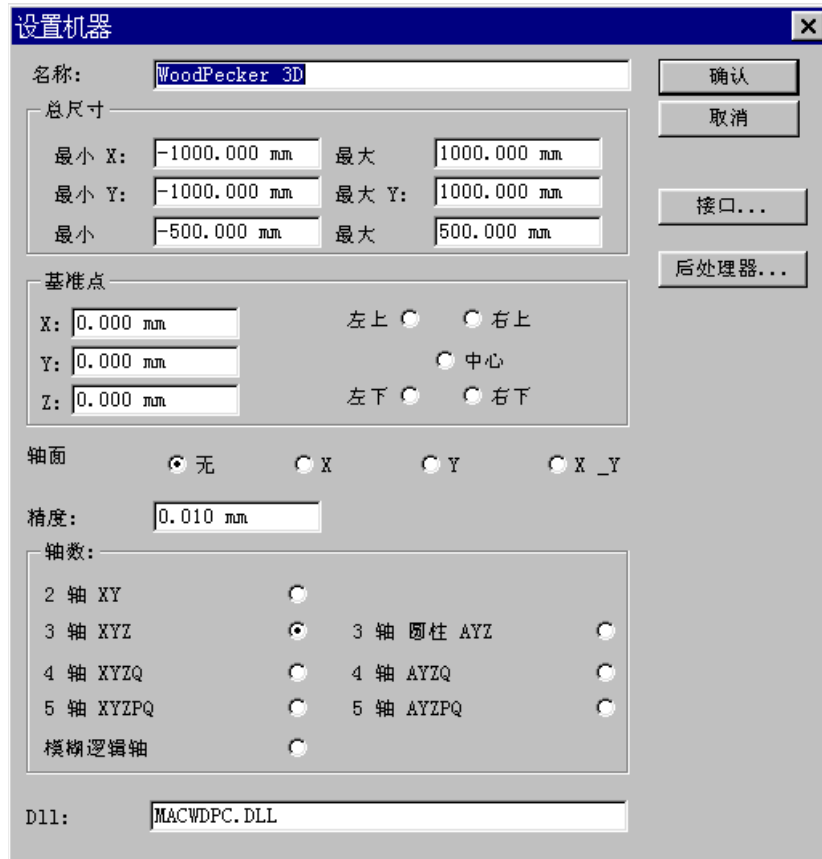 设置机器
名称: WoodPecker 3D 确认
总尺寸 取消
最小 X: -1000.000 mm 最大 1000.000 mm
最小 Y: -1000.000 mm 最大 Y: 1000.000 mm 接口...
最小 -500.000 mm 最大 500.000 mm
后处理器...
基准点
X: 0.000 mm 左上 右上
Y: 0.000 mm 中心
Z: 0.000 mm 左下 右下
轴面 无 X Y X _Y
精度: 0.010 mm
轴数:
2 轴 XY
3 轴 XYZ 3 轴 圆柱 AYZ
4 轴 XYZQ 4 轴 AYZQ
5 轴 XYZPQ 5 轴 AYZPQ
模糊逻辑轴
Dll: MACWDPC.DLL